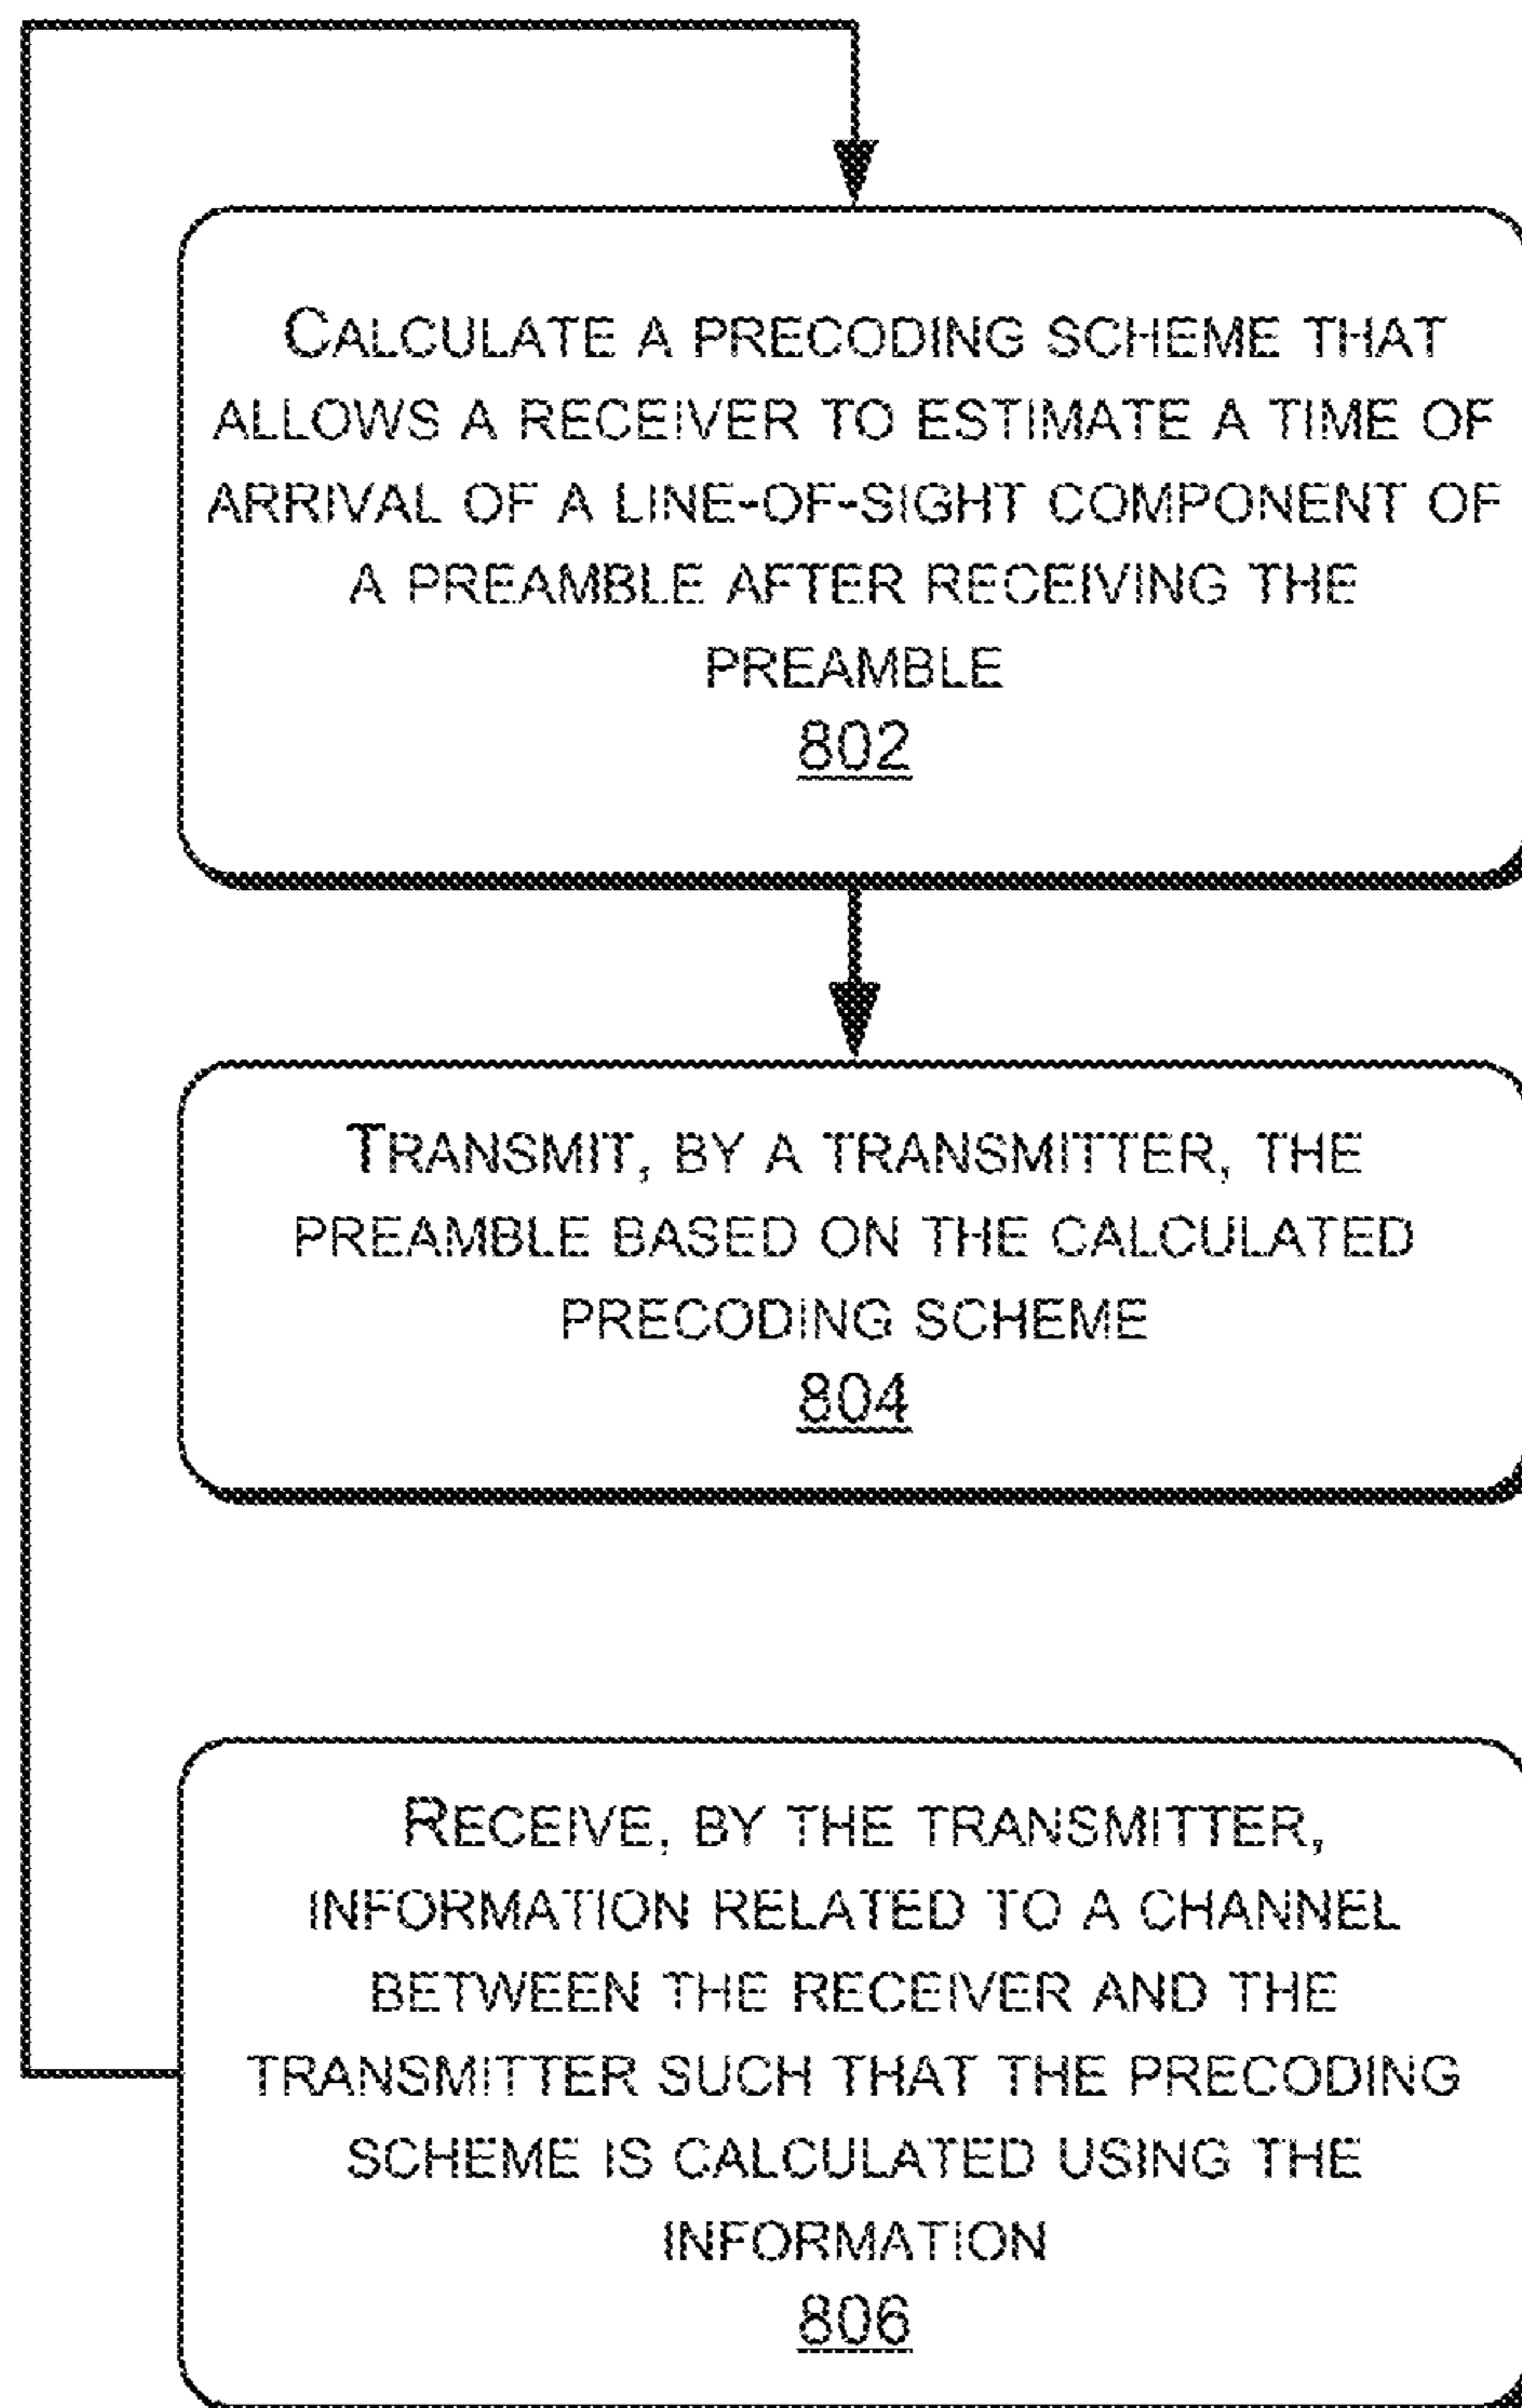 CALCULATE A PRECODING SCHEME THAT
ALLOWS A RECEIVER TO ESTIMATE A TIME OF
ARRIVAL OF A LINE-OF-SIGHT COMPONENT OF
A PREAMBLE AFTER RECEIVING THE
PREAMBLE
802
TRANSMIT, BY A TRANSMITTER, THE
PREAMBLE BASED ON THE CALCULATED
PRECODING SCHEME
804
RECEIVE, BY THE TRANSMITTER,
INFORMATION RELATED TO A CHANNEL
BETWEEN THE RECEIVER AND THE
TRANSMITTER SUCH THAT THE PRECODING
SCHEME IS CALCULATED USING THE
INFORMATION
806